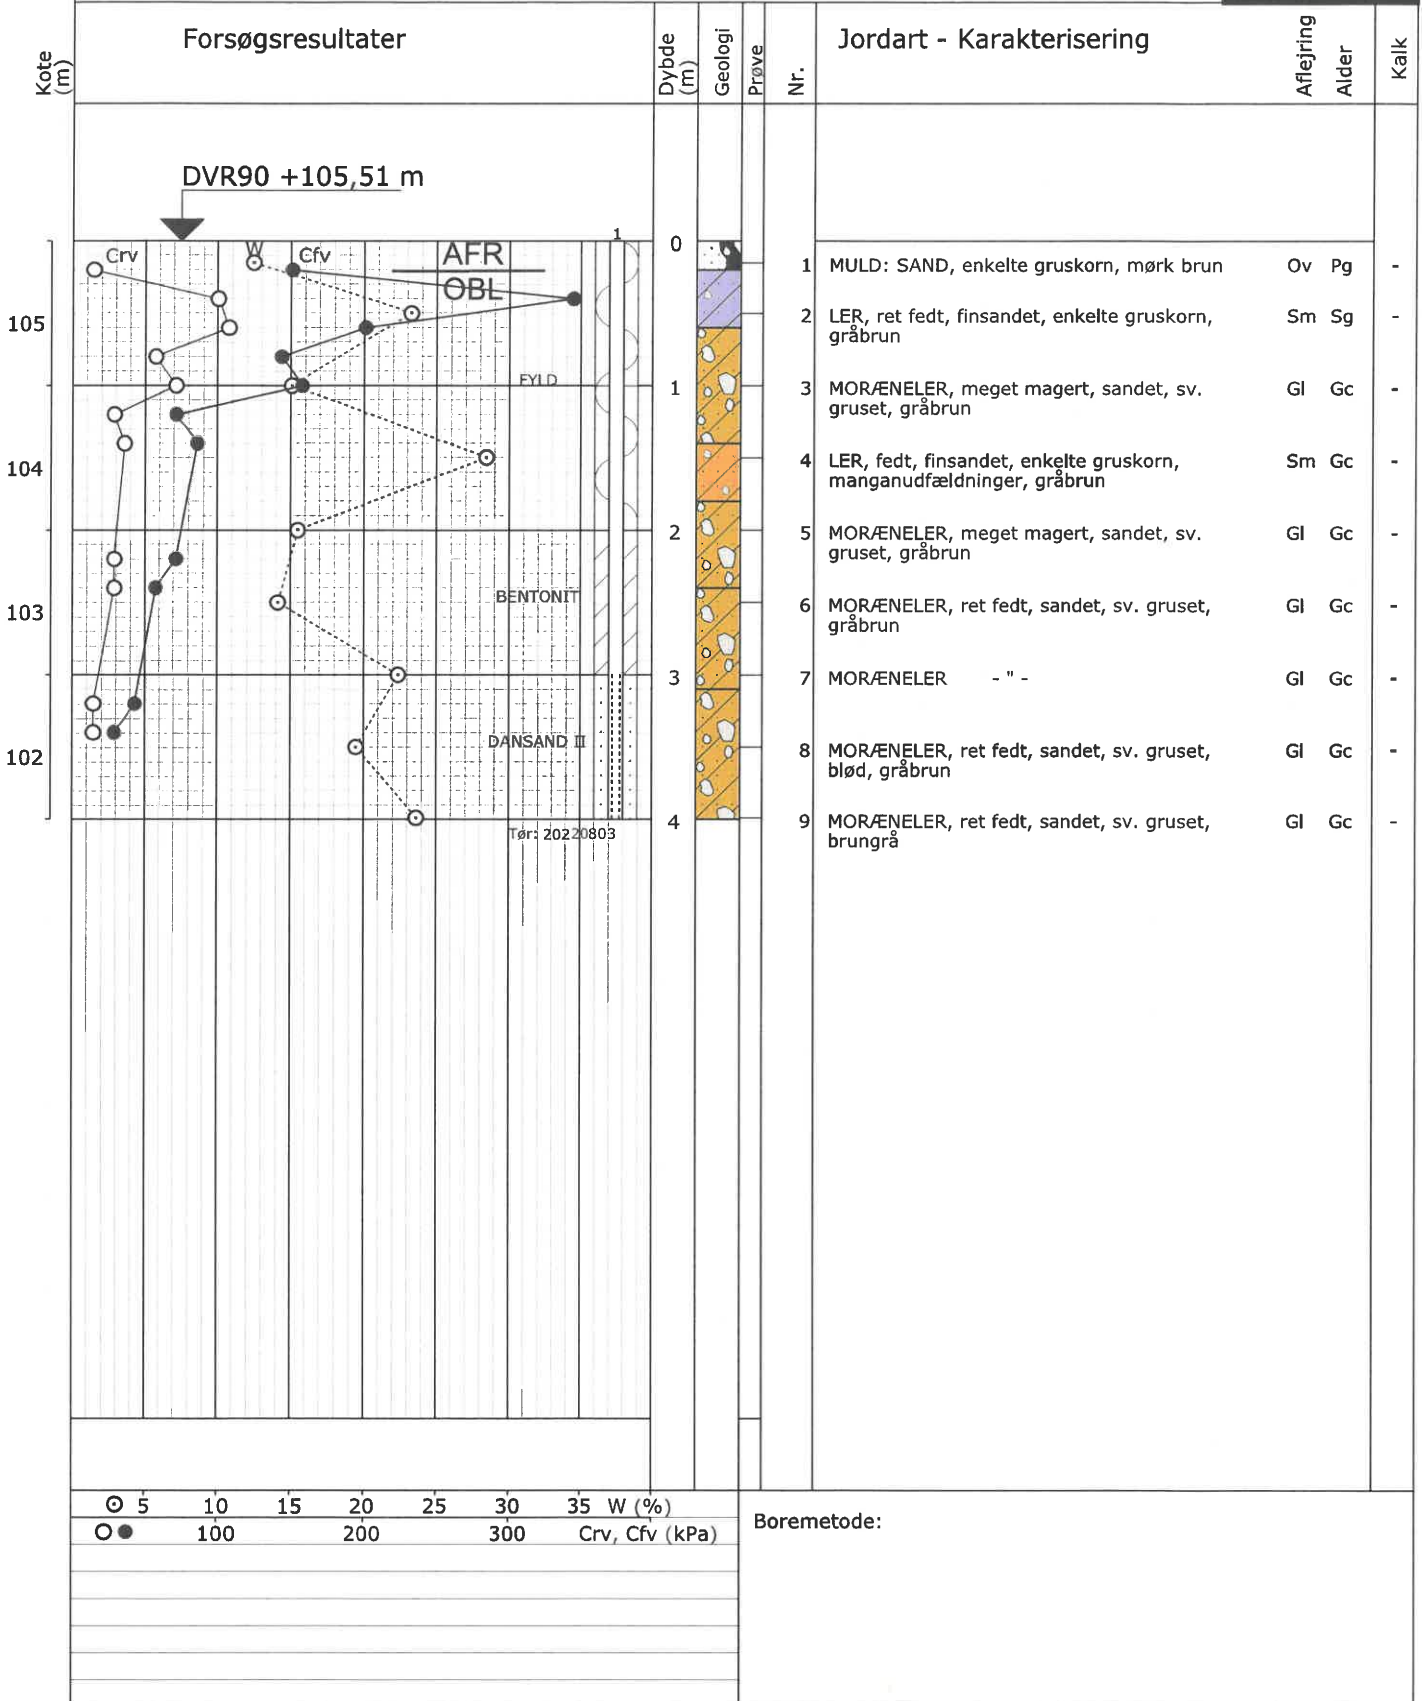 Kote (m)
Forsøgsresultater
Dybde (m)
Geologi
Prøve
Nr.
Jordart - Karakterisering
Aflejring
Alder
Kalk
DVR90 +105,51 m
Crv
W
Cfv
AFR
OBL
1
105
104
103
102
FYLD
BENTONIT
DANSAND II
Tør: 20220803
0
1
2
3
4
1 MULD: SAND, enkelte gruskorn, mørk brun Ov Pg -
2 LER, ret fedt, finsandet, enkelte gruskorn, Sm Sg -
gråbrun
3 MORÆNELER, meget magert, sandet, sv. Gl Gc -
gruset, gråbrun
4 LER, fedt, finsandet, enkelte gruskorn, Sm Gc -
manganudfældninger, gråbrun
5 MORÆNELER, meget magert, sandet, sv. Gl Gc -
gruset, gråbrun
6 MORÆNELER, ret fedt, sandet, sv. gruset, Gl Gc -
gråbrun
7 MORÆNELER - " - Gl Gc -
8 MORÆNELER, ret fedt, sandet, sv. gruset, Gl Gc -
blød, gråbrun
9 MORÆNELER, ret fedt, sandet, sv. gruset, Gl Gc -
brungrå
5 10 15 20 25 30 35 W (%)
100 200 300 Crv, Cfv (kPa)
Boremetode: